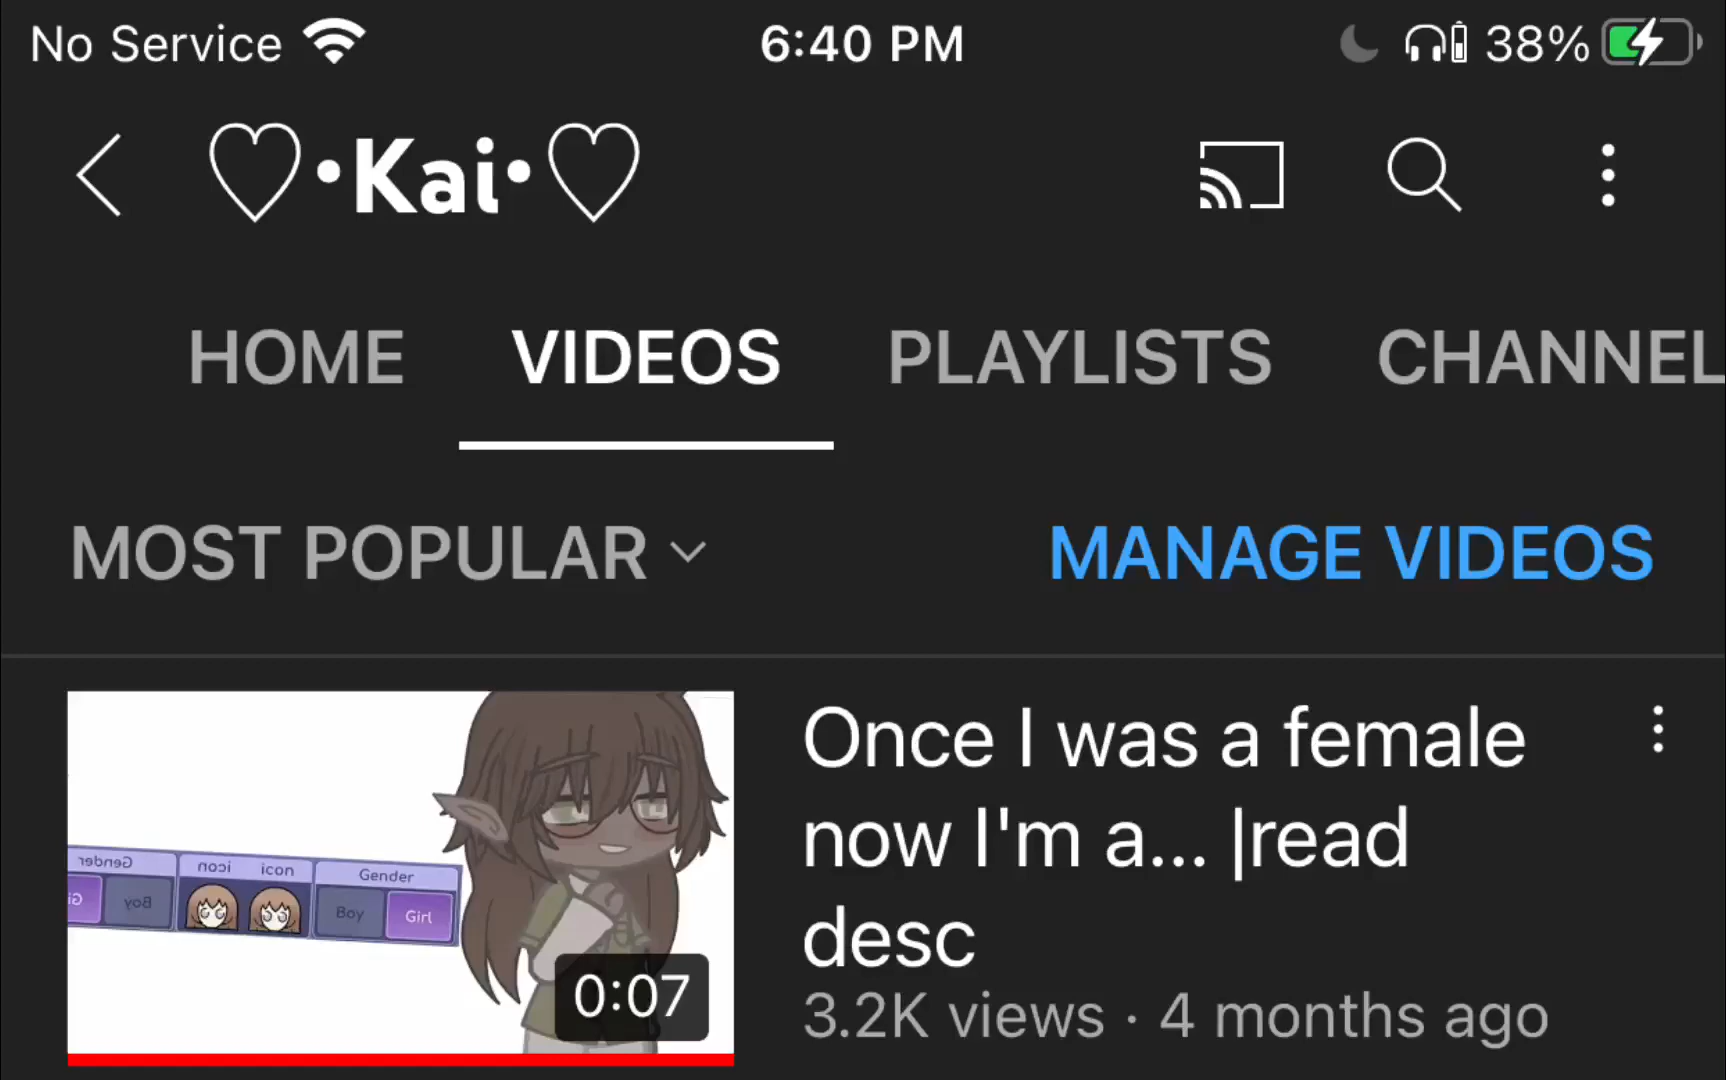 No Service 6:40 PM 38%
♡•Kai•♡
HOME VIDEOS PLAYLISTS CHANNEL
MOST POPULAR MANAGE VIDEOS
Once I was a female
now I'm a... |read
desc
3.2K views · 4 months ago
Gender icon icon Gender
Gi Boy Boy Girl
0:07